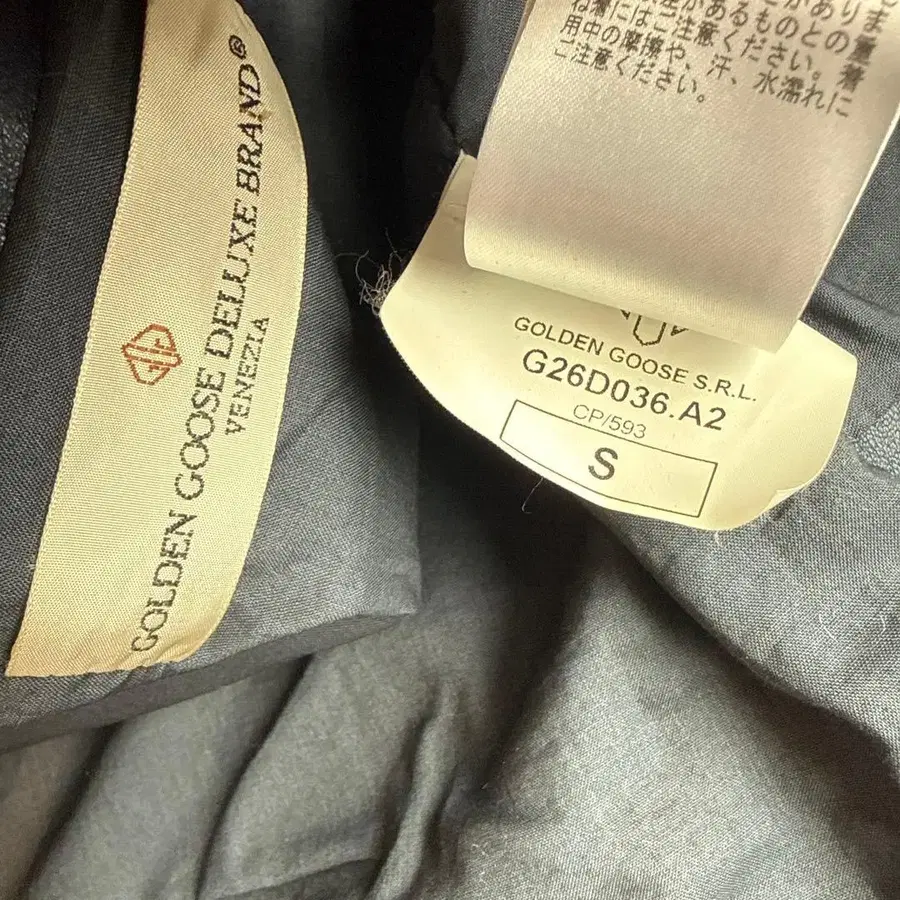 GOLDEN GOOSE DELUXE BRAND®
VENEZIA
ね着にはご注意ください。着
用中の摩擦や、汗、水濡れに
ご注意ください。
GOLDEN GOOSE S.R.L.
G26D036.A2
CP/593
S